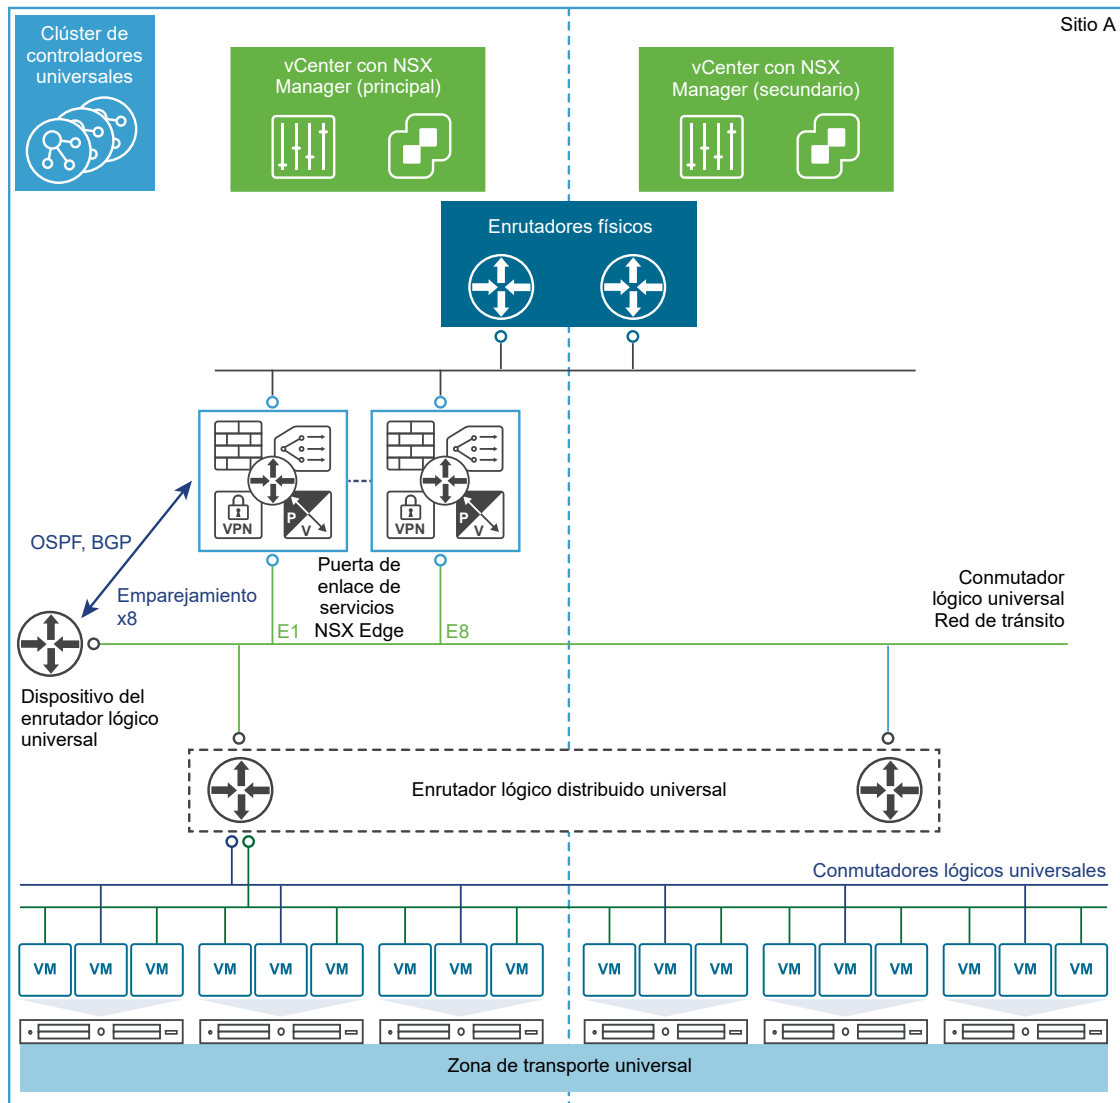 Sitio A
Clúster de
controladores
universales
vCenter con NSX
Manager (principal)
vCenter con NSX
Manager (secundario)
Enrutadores físicos
VPN
P
V
VPN
P
V
OSPF, BGP
Emparejamiento
x8
Puerta de
enlace de
servicios
NSX Edge
E1
E8
Conmutador
lógico universal
Red de tránsito
Dispositivo del
enrutador lógico
universal
Enrutador lógico distribuido universal
Conmutadores lógicos universales
VM VM VM VM VM VM VM VM VM VM VM VM VM VM VM VM VM VM
Zona de transporte universal